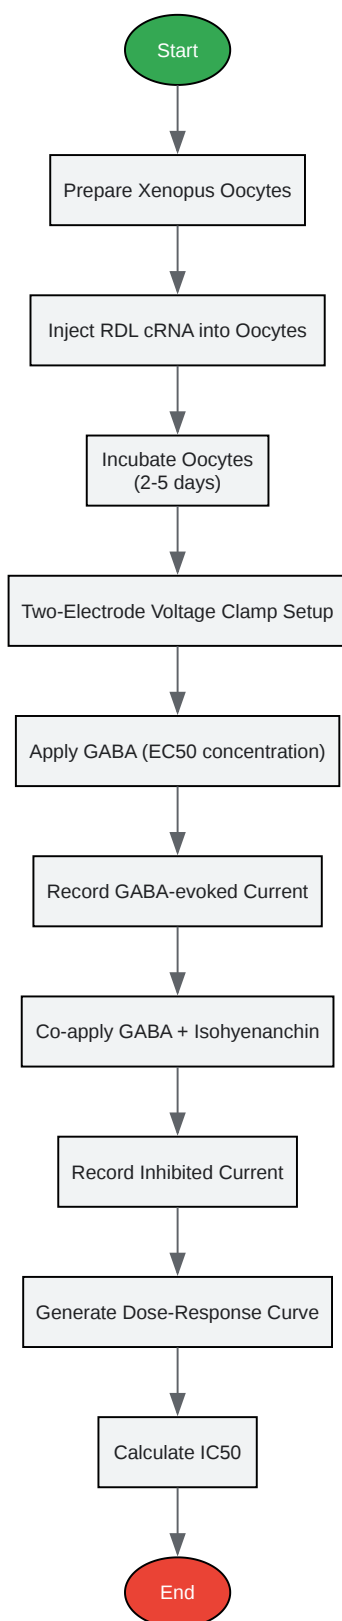 Start
Prepare Xenopus Oocytes
Inject RDL cRNA into Oocytes
Incubate Oocytes
(2-5 days)
Two-Electrode Voltage Clamp Setup
Apply GABA (EC50 concentration)
Record GABA-evoked Current
Co-apply GABA + Isohyenanchin
Record Inhibited Current
Generate Dose-Response Curve
Calculate IC50
End